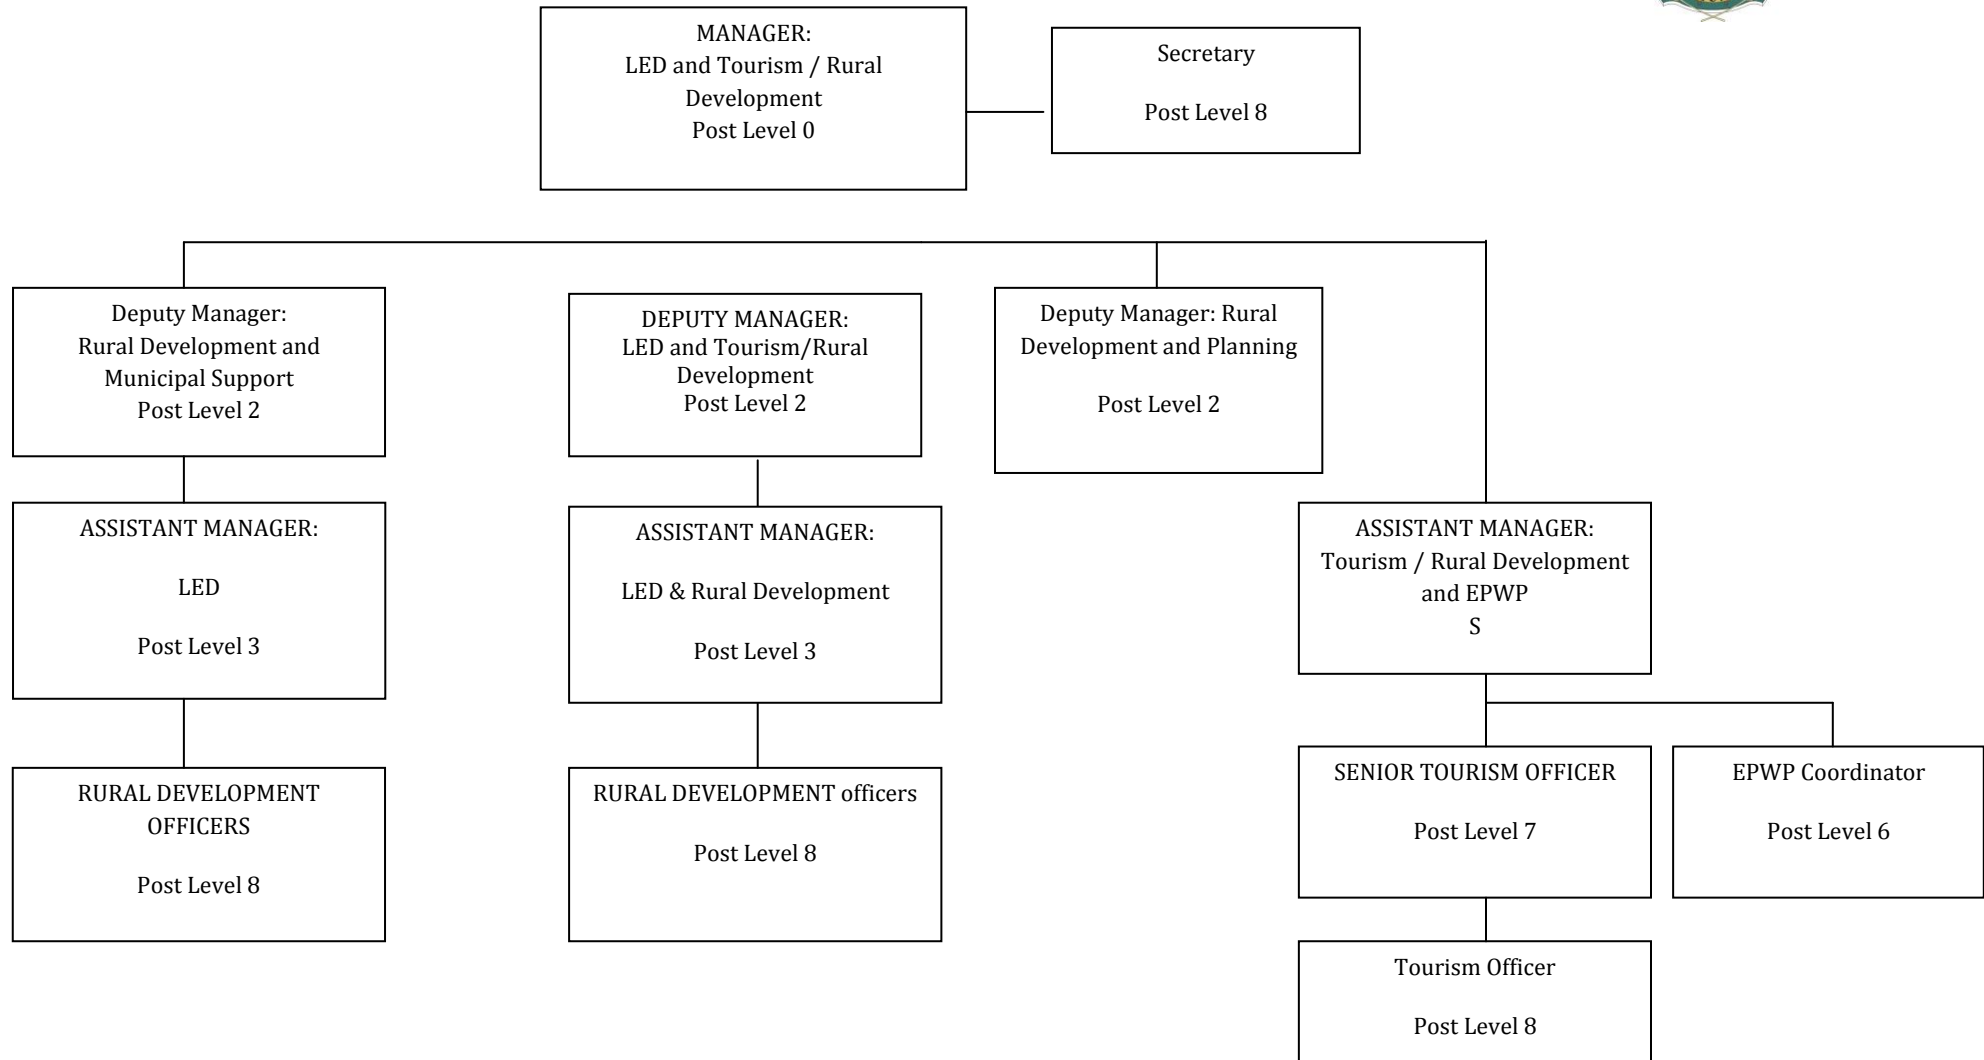 MANAGER:
LED and Tourism / Rural
Development
Post Level 0
Secretary
Post Level 8
Deputy Manager:
Rural Development and
Municipal Support
Post Level 2
DEPUTY MANAGER:
LED and Tourism/Rural
Development
Post Level 2
Deputy Manager: Rural
Development and Planning
Post Level 2
ASSISTANT MANAGER:
LED
Post Level 3
ASSISTANT MANAGER:
LED & Rural Development
Post Level 3
ASSISTANT MANAGER:
Tourism / Rural Development
and EPWP
S
RURAL DEVELOPMENT
OFFICERS
Post Level 8
RURAL DEVELOPMENT officers
Post Level 8
SENIOR TOURISM OFFICER
Post Level 7
EPWP Coordinator
Post Level 6
Tourism Officer
Post Level 8